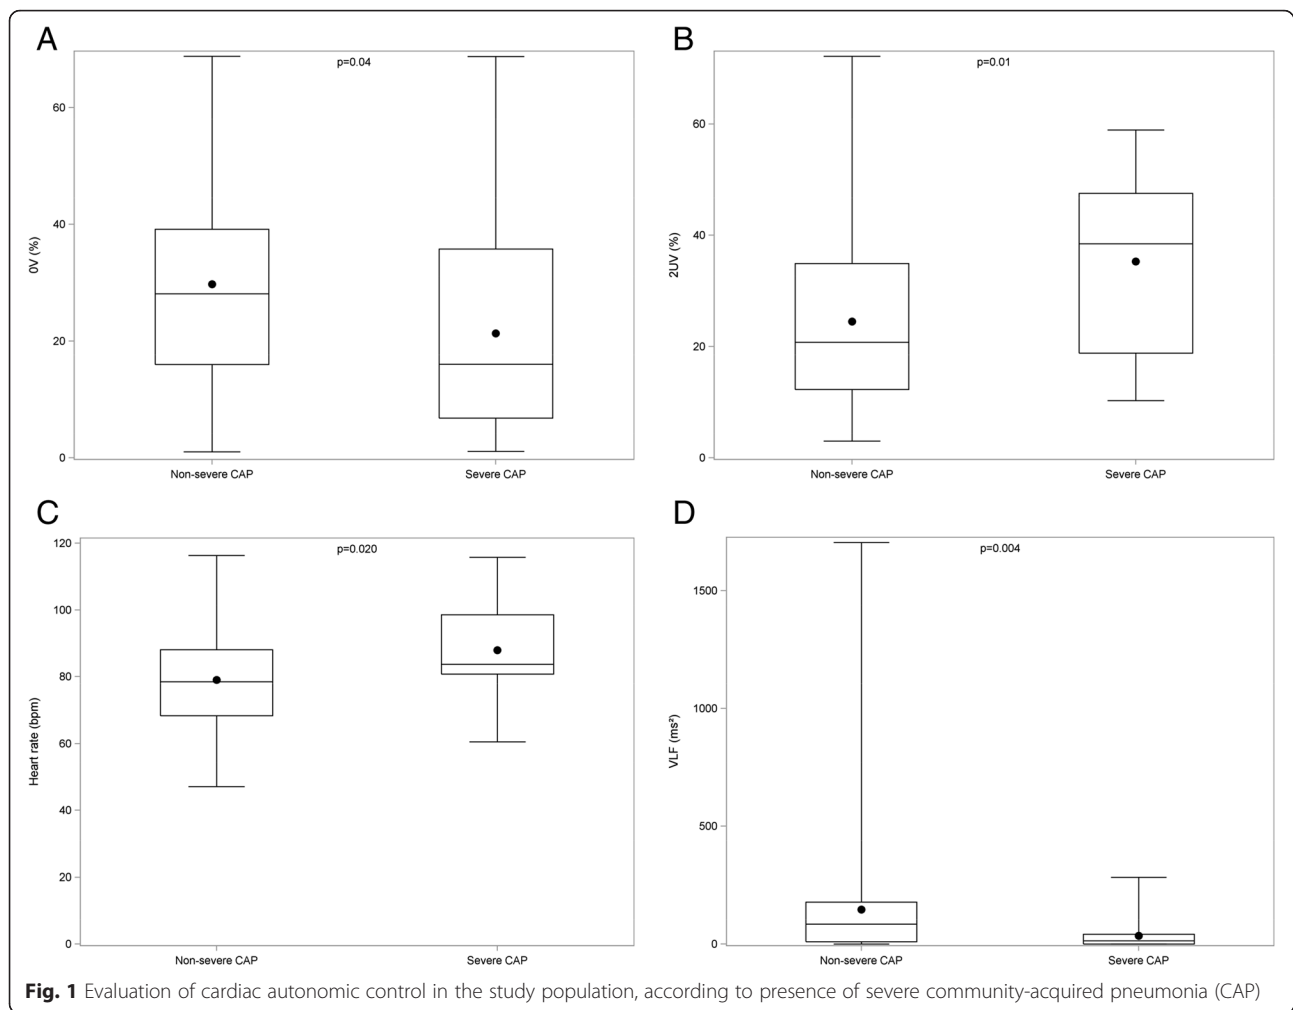 A
p=0.04
60
40
20
0
0V (%)
Non-severe CAP
Severe CAP
B
p=0.01
60
40
20
0
2UV (%)
Non-severe CAP
Severe CAP
C
p=0.020
120
100
80
60
40
20
0
Heart rate (bpm)
Non-severe CAP
Severe CAP
D
p=0.004
1500
1000
500
0
VLF (ms²)
Non-severe CAP
Severe CAP
Fig. 1 Evaluation of cardiac autonomic control in the study population, according to presence of severe community-acquired pneumonia (CAP)